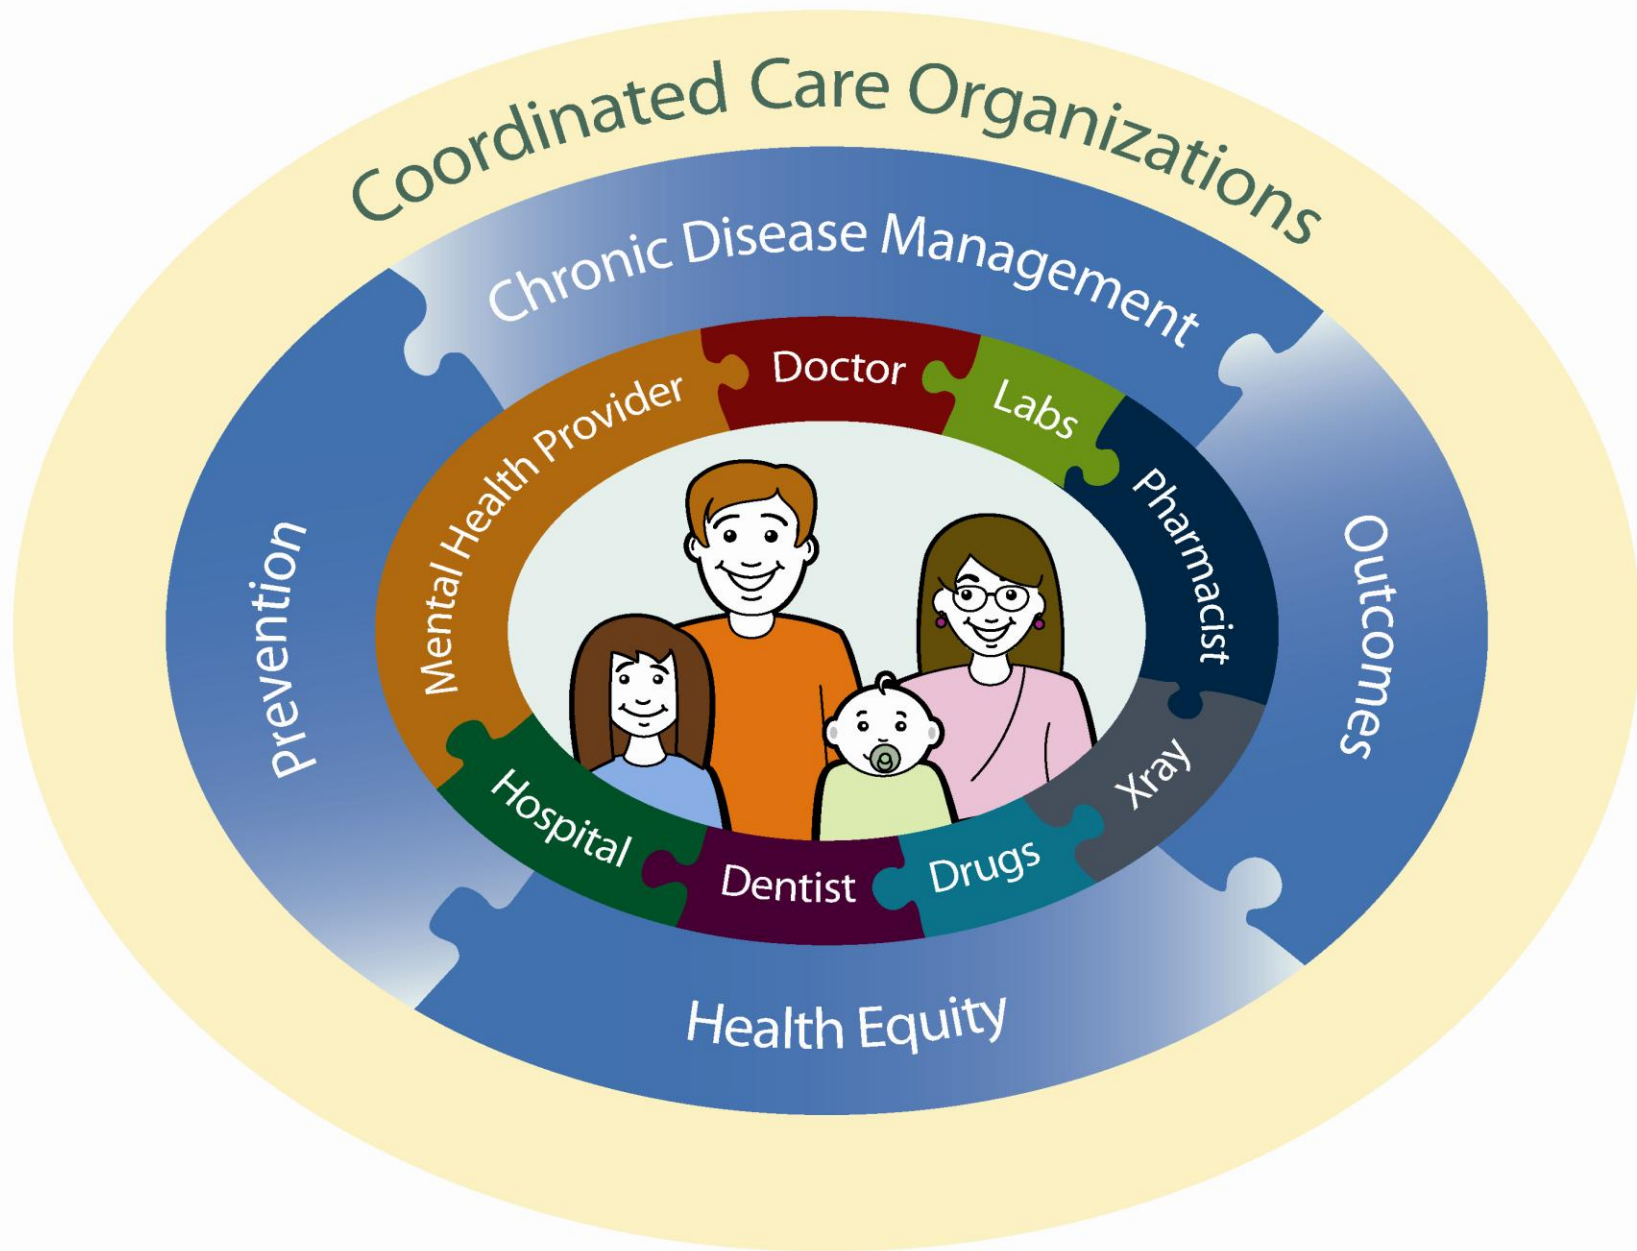 Coordinated Care Organizations
Chronic Disease Management
Outcomes
Health Equity
Prevention
Doctor
Labs
Pharmacist
Xray
Drugs
Dentist
Hospital
Mental Health Provider